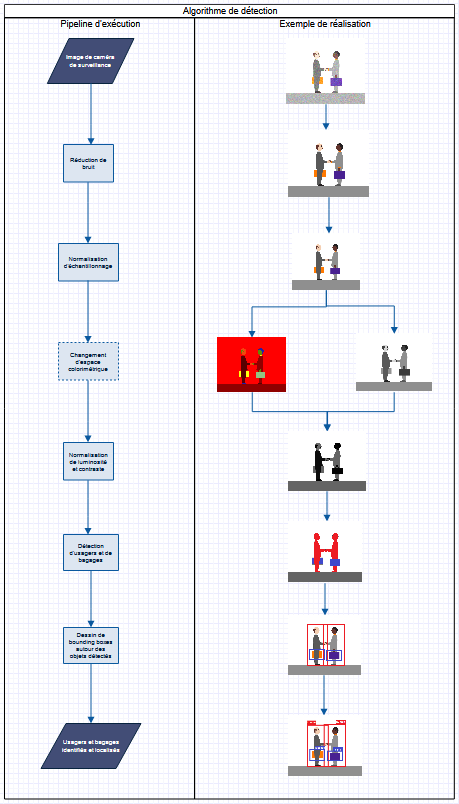 Algorithme de détection
Pipeline d'exécution
Exemple de réalisation
Image de caméra
de surveillance
Réduction de
bruit
Normalisation
d'échantillonnage
Changement
d'espace
colorimétrique
Normalisation
de luminosité
et contraste
Détection
d'usagers et de
bagages
Dessin de
bounding boxes
autour des
objets détectés
Usagers et bagages
identifiés et localisés